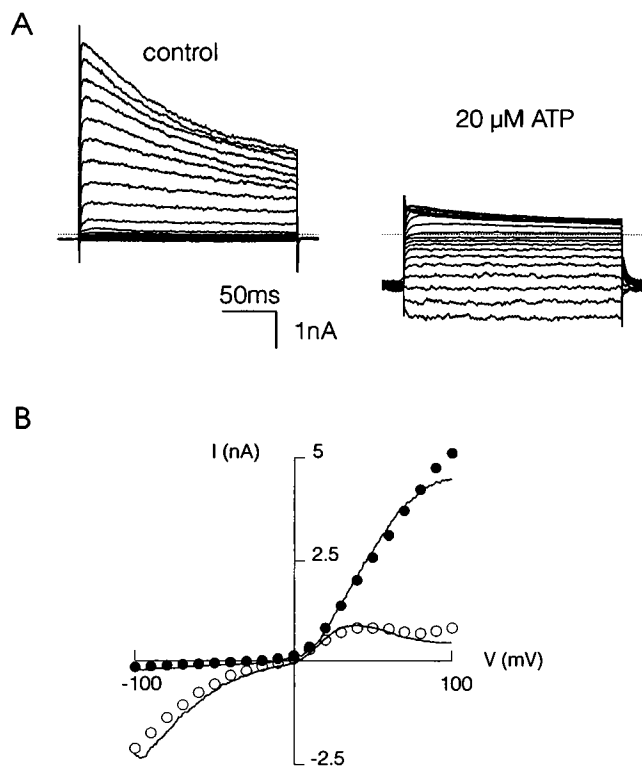 A
control
20 µM ATP
50ms
1nA
B
I (nA)
5
2.5
-100
V (mV)
100
-2.5